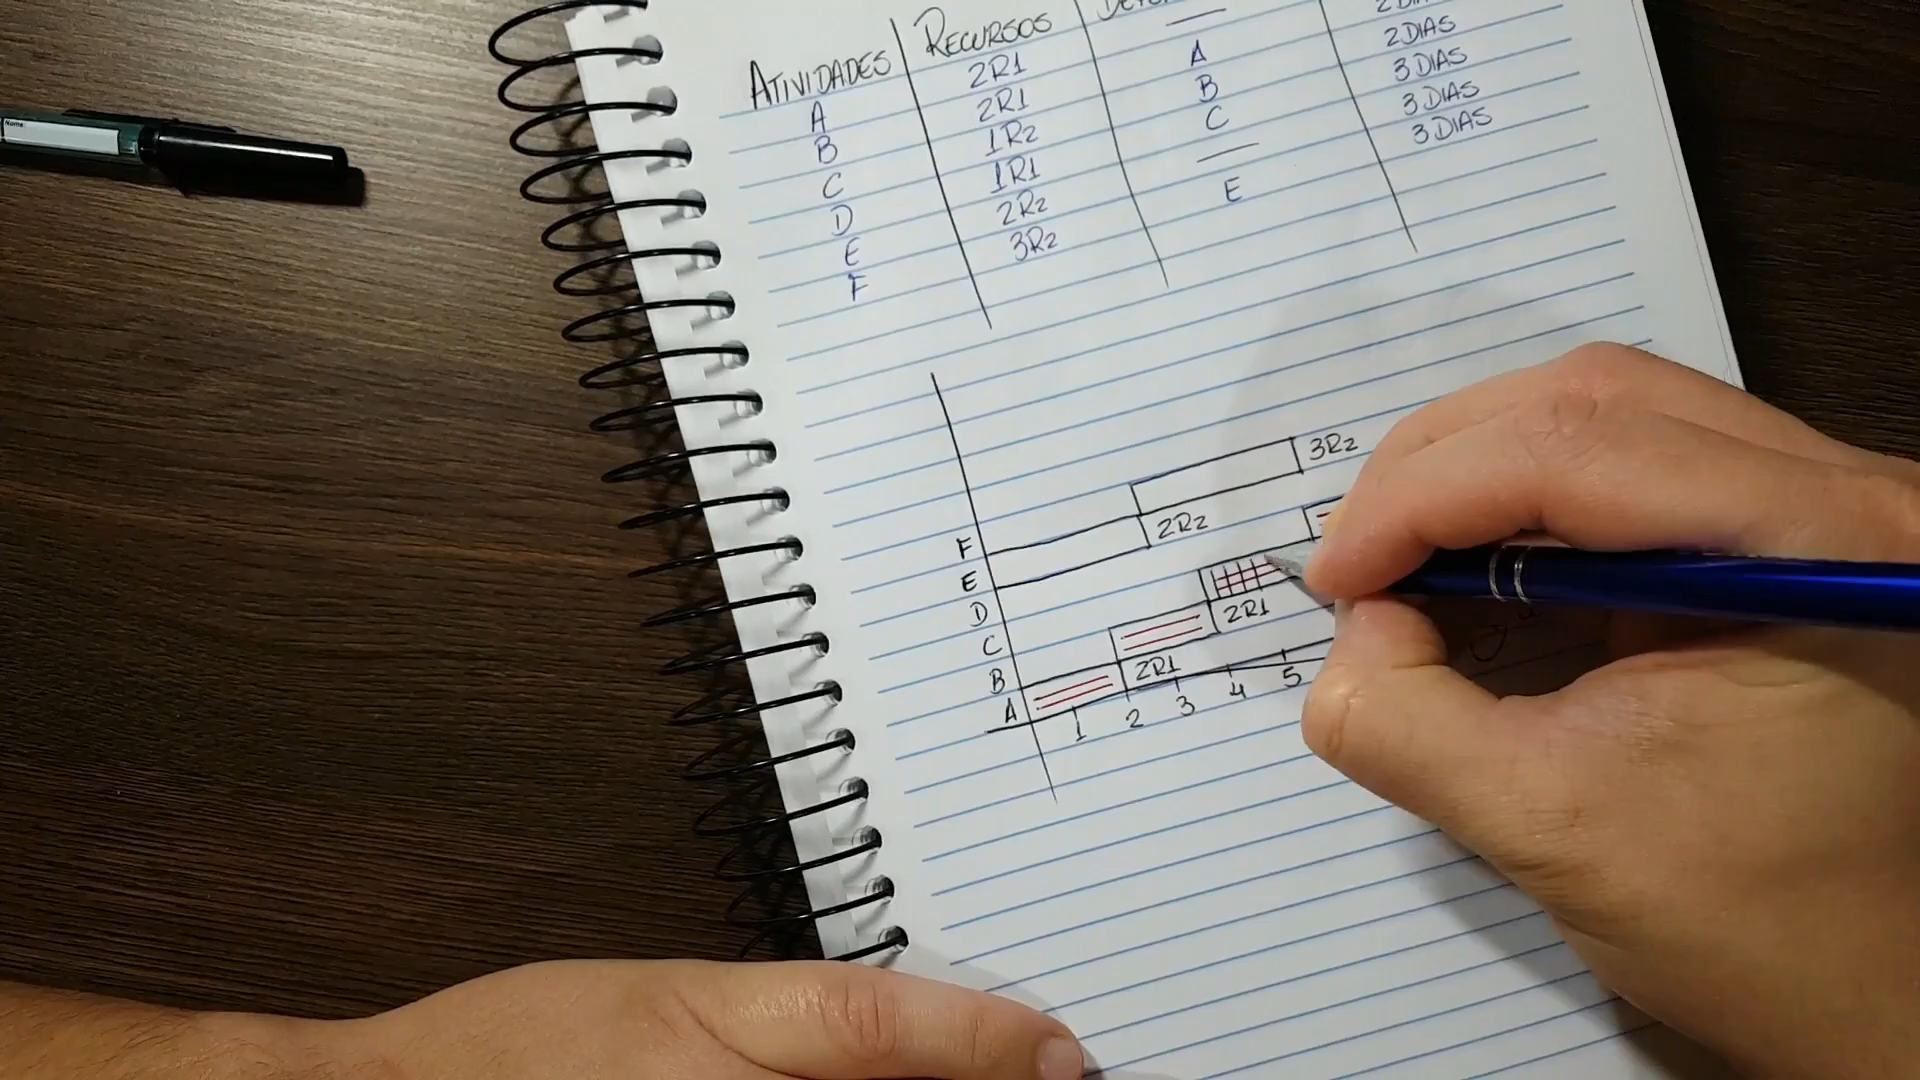 Nome:
ATIVIDADES RECURSOS
A 2R1 2 DIAS
B 2R1 A 2 DIAS
C 1R2 B 3 DIAS
D 1R1 C 3 DIAS
E 2R2 3 DIAS
F 3R2 E
3R2
F 2R2
E
D 2R1
C
B 2R1
A 1 2 3 4 5